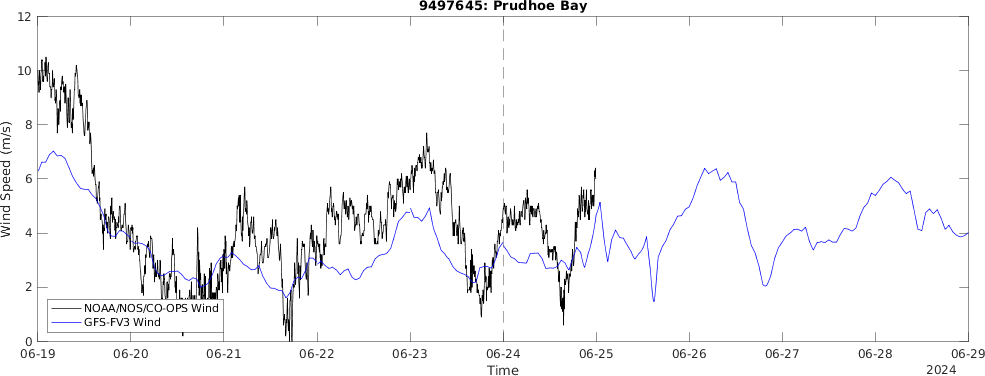 9497645: Prudhoe Bay
Wind Speed (m/s)
12
10
8
6
4
2
0
NOAA/NOS/CO-OPS Wind
GFS-FV3 Wind
06-19 06-20 06-21 06-22 06-23 06-24 06-25 06-26 06-27 06-28 06-29
Time
2024